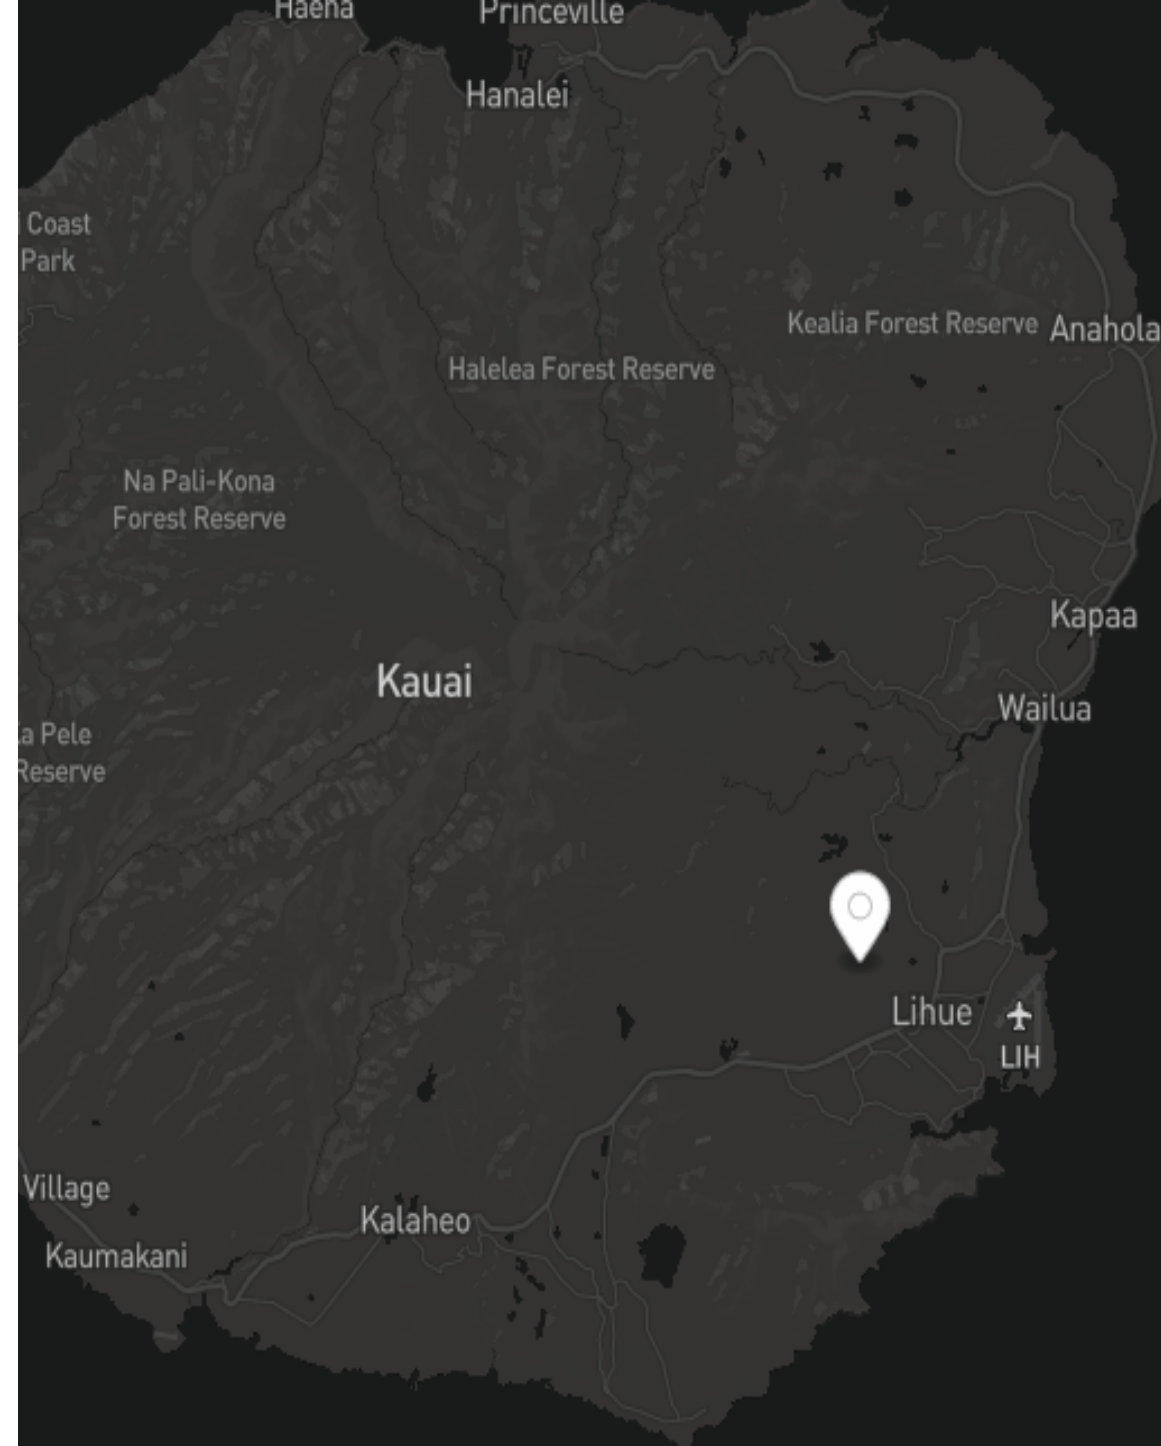 Haena
Princeville
Hanalei
i Coast
Park
Kealia Forest Reserve
Anahola
Halelea Forest Reserve
Na Pali-Kona
Forest Reserve
Kapaa
Kauai
Wailua
a Pele
Reserve
Lihue
LIH
Village
Kalaheo
Kaumakani